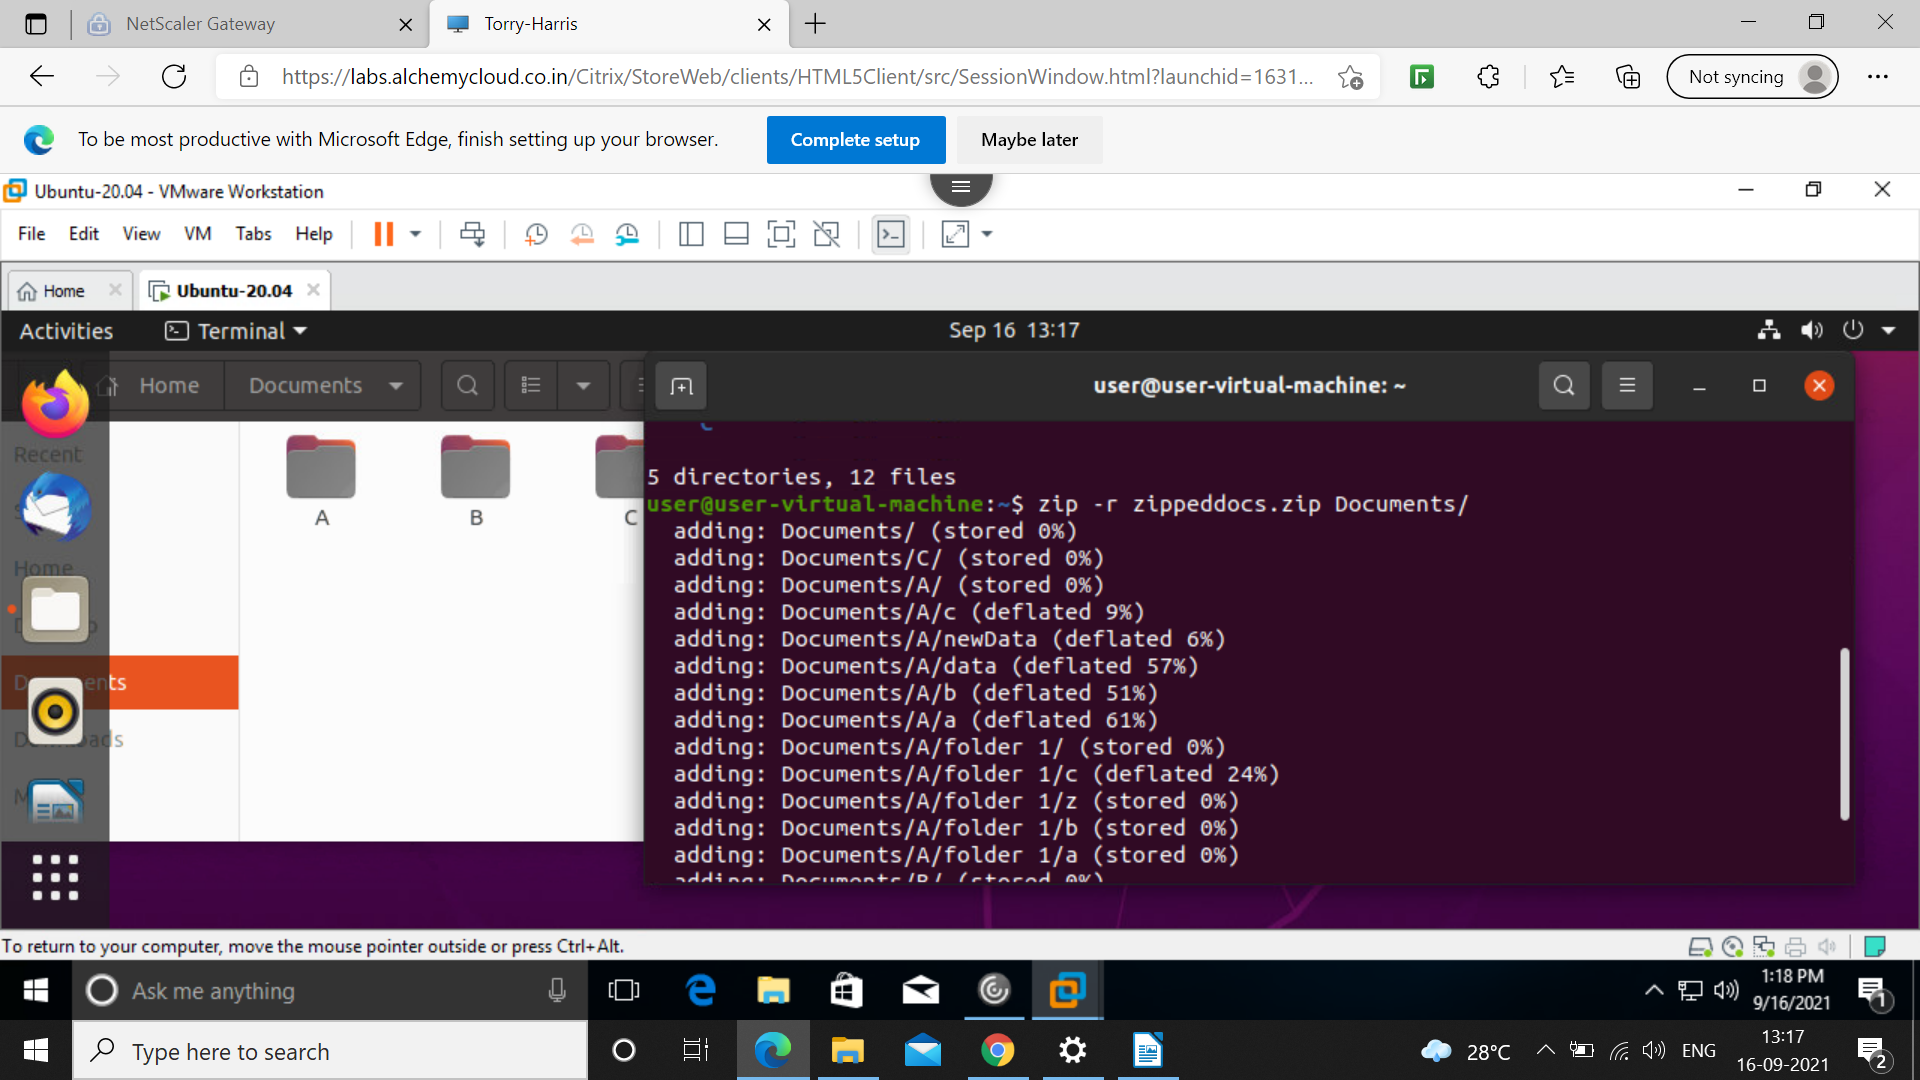 NetScaler Gateway
Torry-Harris
https://labs.alchemycloud.co.in/Citrix/StoreWeb/clients/HTML5Client/src/SessionWindow.html?launchid=1631...
Not syncing
To be most productive with Microsoft Edge, finish setting up your browser.
Complete setup
Maybe later
Ubuntu-20.04 - VMware Workstation
File Edit View VM Tabs Help
Home
Ubuntu-20.04
Activities
Terminal
Sep 16 13:17
Home
Documents
user@user-virtual-machine: ~
Recent
Home
A
B
C
5 directories, 12 files
user@user-virtual-machine:~$ zip -r zippeddocs.zip Documents/
adding: Documents/ (stored 0%)
adding: Documents/C/ (stored 0%)
adding: Documents/A/ (stored 0%)
adding: Documents/A/c (deflated 9%)
adding: Documents/A/newData (deflated 6%)
adding: Documents/A/data (deflated 57%)
adding: Documents/A/b (deflated 51%)
adding: Documents/A/a (deflated 61%)
adding: Documents/A/folder 1/ (stored 0%)
adding: Documents/A/folder 1/c (deflated 24%)
adding: Documents/A/folder 1/z (stored 0%)
adding: Documents/A/folder 1/b (stored 0%)
adding: Documents/A/folder 1/a (stored 0%)
adding: Documents/B/ (stored 0%)
To return to your computer, move the mouse pointer outside or press Ctrl+Alt.
Ask me anything
1:18 PM
9/16/2021
1
Type here to search
28°C
ENG
13:17
16-09-2021
2